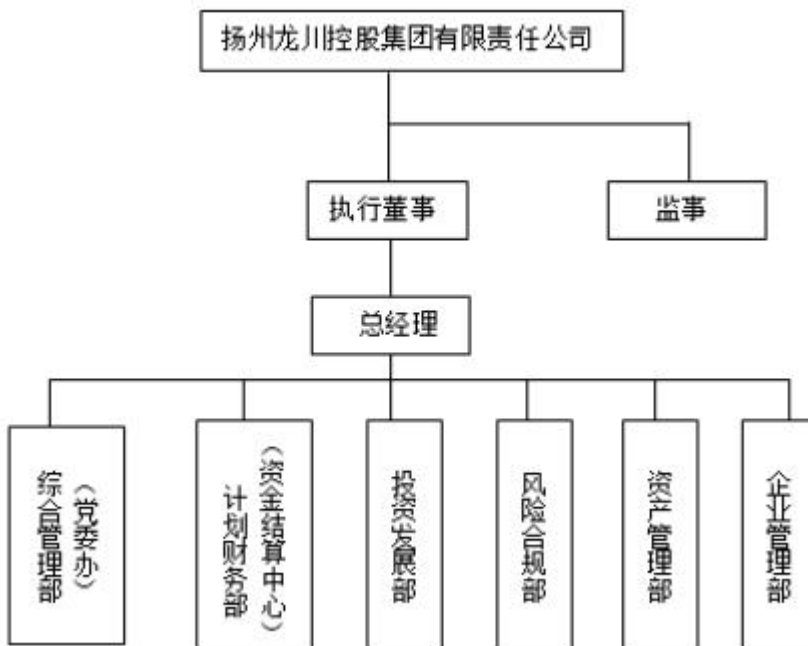 扬州龙川控股集团有限责任公司
执行董事
监事
总经理
综合管理部
（党委办）
计划财务部
（资金结算中心）
投资发展部
风险合规部
资产管理部
企业管理部